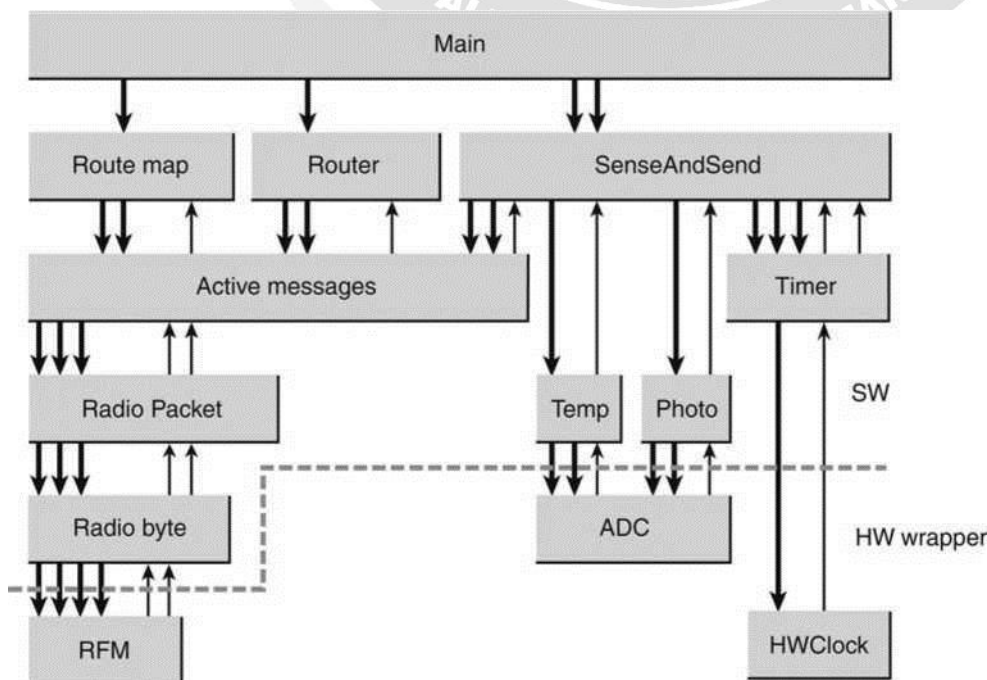 Main
Route map
Router
SenseAndSend
Active messages
Timer
Radio Packet
Temp
Photo
SW
Radio byte
ADC
HW wrapper
RFM
HWClock